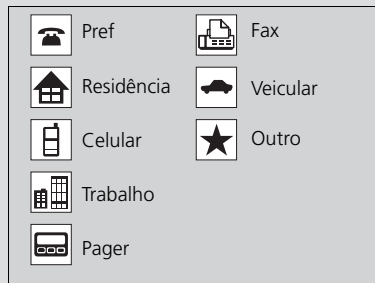 Pref
Fax
Residência
Veicular
Celular
Outro
Trabalho
Pager